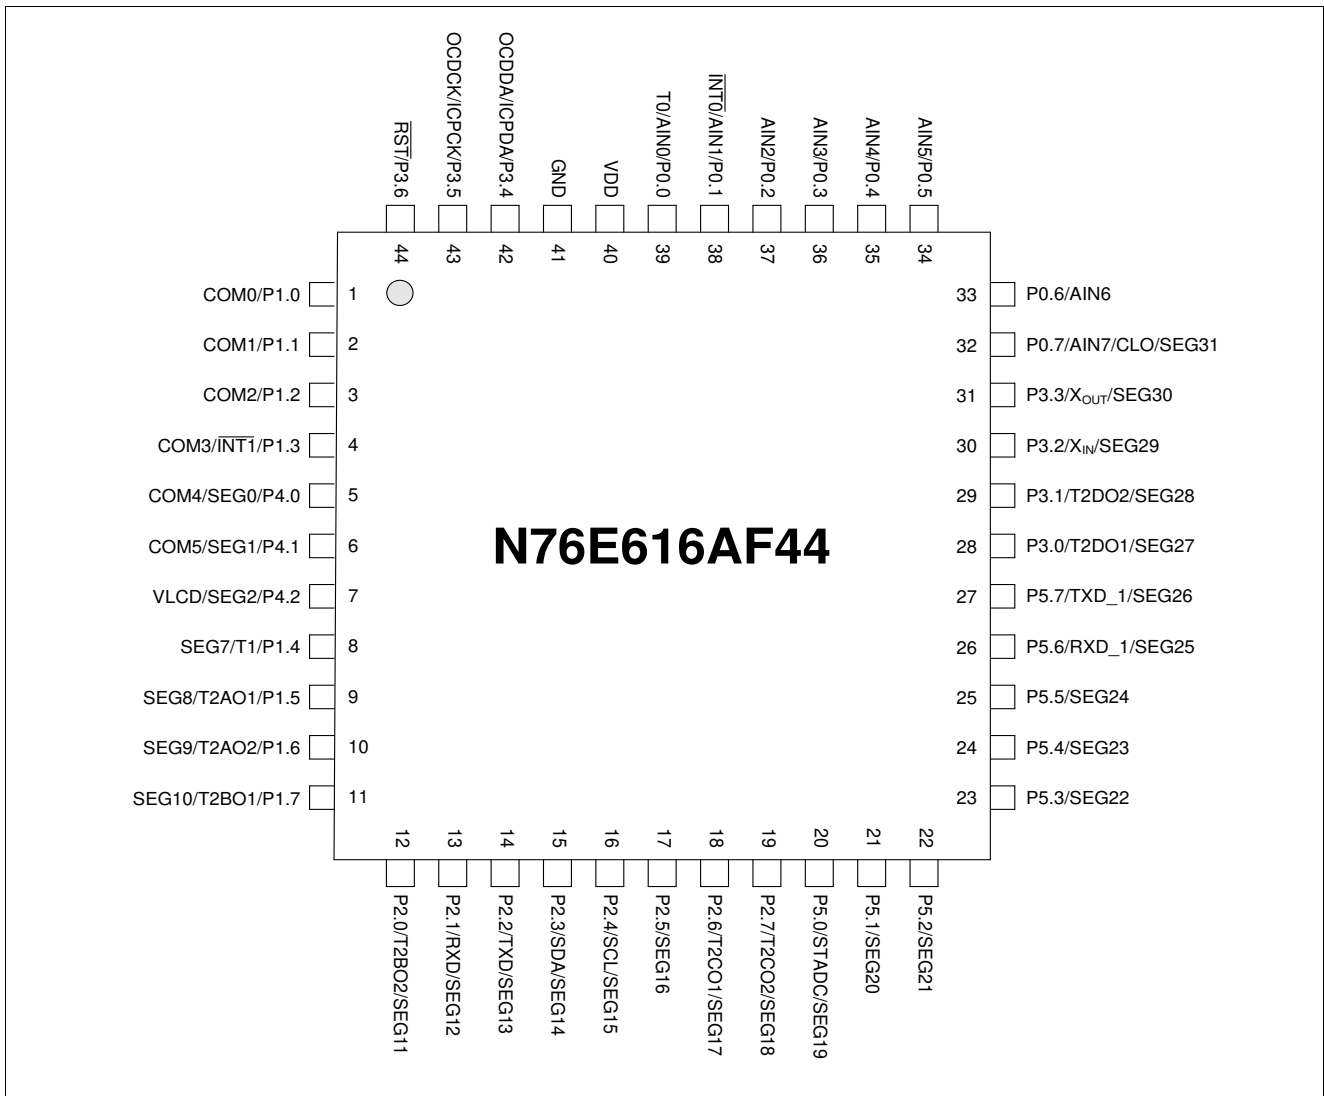 RST/P3.6
OCDCK/ICPCK/P3.5
OCDDA/ICPDA/P3.4
GND
VDD
T0/AIN0/P0.0
INT0/AIN1/P0.1
AIN2/P0.2
AIN3/P0.3
AIN4/P0.4
AIN5/P0.5
44
43
42
41
40
39
38
37
36
35
34
COM0/P1.0 1
COM1/P1.1 2
COM2/P1.2 3
COM3/INT1/P1.3 4
COM4/SEG0/P4.0 5
COM5/SEG1/P4.1 6
VLCD/SEG2/P4.2 7
SEG7/T1/P1.4 8
SEG8/T2AO1/P1.5 9
SEG9/T2AO2/P1.6 10
SEG10/T2BO1/P1.7 11
N76E616AF44
33 P0.6/AIN6
32 P0.7/AIN7/CLO/SEG31
31 P3.3/XOUT/SEG30
30 P3.2/XIN/SEG29
29 P3.1/T2DO2/SEG28
28 P3.0/T2DO1/SEG27
27 P5.7/TXD_1/SEG26
26 P5.6/RXD_1/SEG25
25 P5.5/SEG24
24 P5.4/SEG23
23 P5.3/SEG22
12
13
14
15
16
17
18
19
20
21
22
P2.0/T2BO2/SEG11
P2.1/RXD/SEG12
P2.2/TXD/SEG13
P2.3/SDA/SEG14
P2.4/SCL/SEG15
P2.5/SEG16
P2.6/T2CO1/SEG17
P2.7/T2CO2/SEG18
P5.0/STADC/SEG19
P5.1/SEG20
P5.2/SEG21